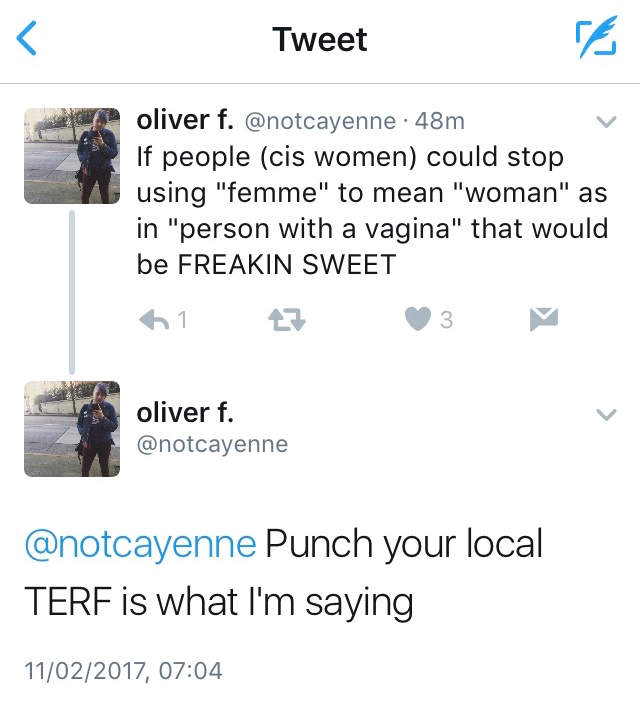 Tweet
oliver f. @notcayenne · 48m
If people (cis women) could stop
using "femme" to mean "woman" as
in "person with a vagina" that would
be FREAKIN SWEET
1 3
oliver f.
@notcayenne
@notcayenne Punch your local
TERF is what I'm saying
11/02/2017, 07:04